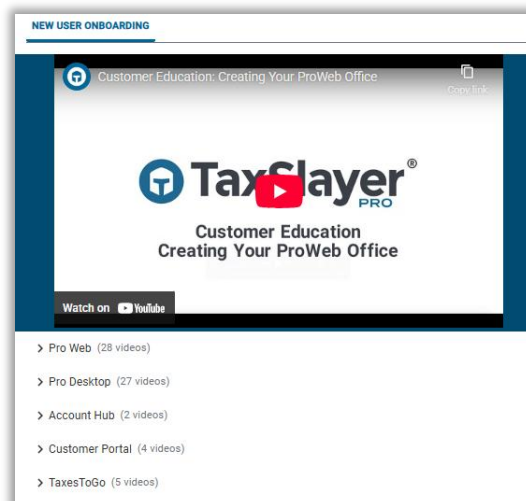 NEW USER ONBOARDING
Customer Education: Creating Your ProWeb Office
Copy link
TaxSlayer®
PRO
Customer Education
Creating Your ProWeb Office
Watch on YouTube
Pro Web (28 videos)
Pro Desktop (27 videos)
Account Hub (2 videos)
Customer Portal (4 videos)
TaxesToGo (5 videos)